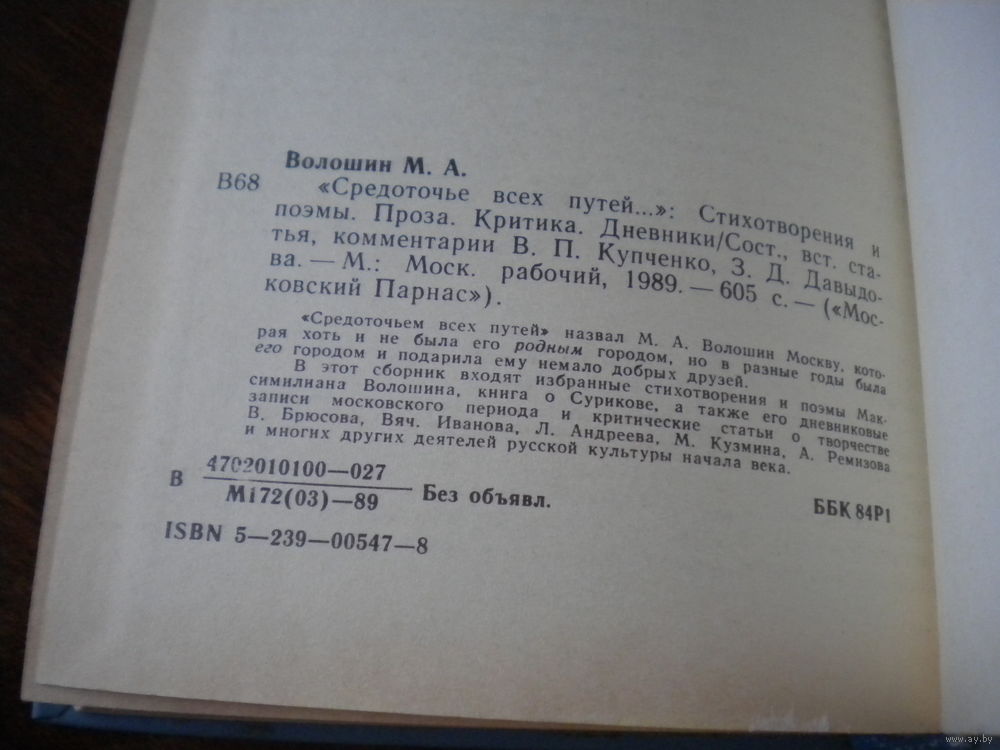 Волошин М. А.
В68
«Средоточье всех путей...»: Стихотворения и
поэмы. Проза. Критика. Дневники/Сост., вст. ста-
тья, комментарии В. П. Купченко, З. Д. Давыдо-
ва. — М.: Моск. рабочий, 1989. — 605 с. — («Мос-
ковский Парнас»).
«Средоточьем всех путей» назвал М. А. Волошин Москву, кото-
рая хоть и не была его родным городом, но в разные годы была
его городом и подарила ему немало добрых друзей.
В этот сборник входят избранные стихотворения и поэмы Мак-
симилиана Волошина, книга о Сурикове, а также его дневниковые
записи московского периода и критические статьи о творчестве
В. Брюсова, Вяч. Иванова, Л. Андреева, М. Кузмина, А. Ремизова
и многих других деятелей русской культуры начала века.
В 4702010100—027
М172(03)—89 Без объявл.
ББК 84Р1
ISBN 5—239—00547—8
www.ay.by